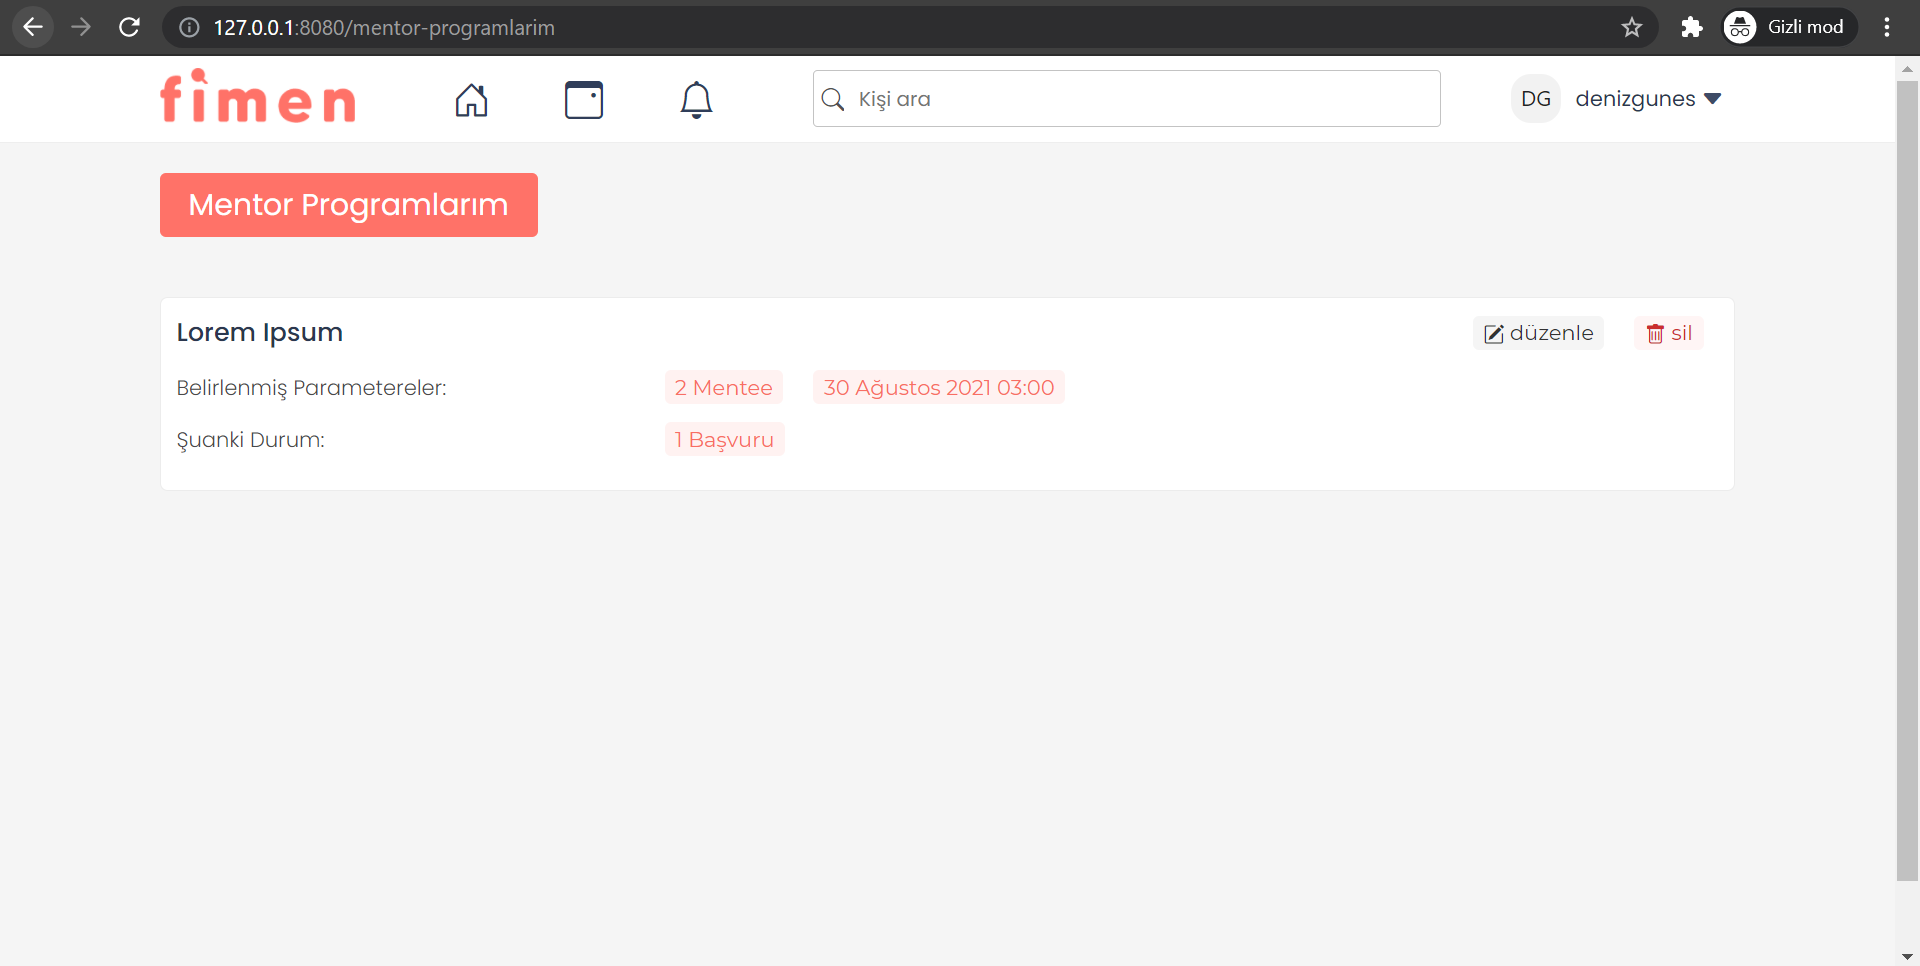 127.0.0.1:8080/mentor-programlarim
Gizli mod
fimen
Kişi ara
DG
denizgunes
Mentor Programlarım
Lorem Ipsum
düzenle
sil
Belirlenmiş Parametereler:
2 Mentee
30 Ağustos 2021 03:00
Şuanki Durum:
1 Başvuru